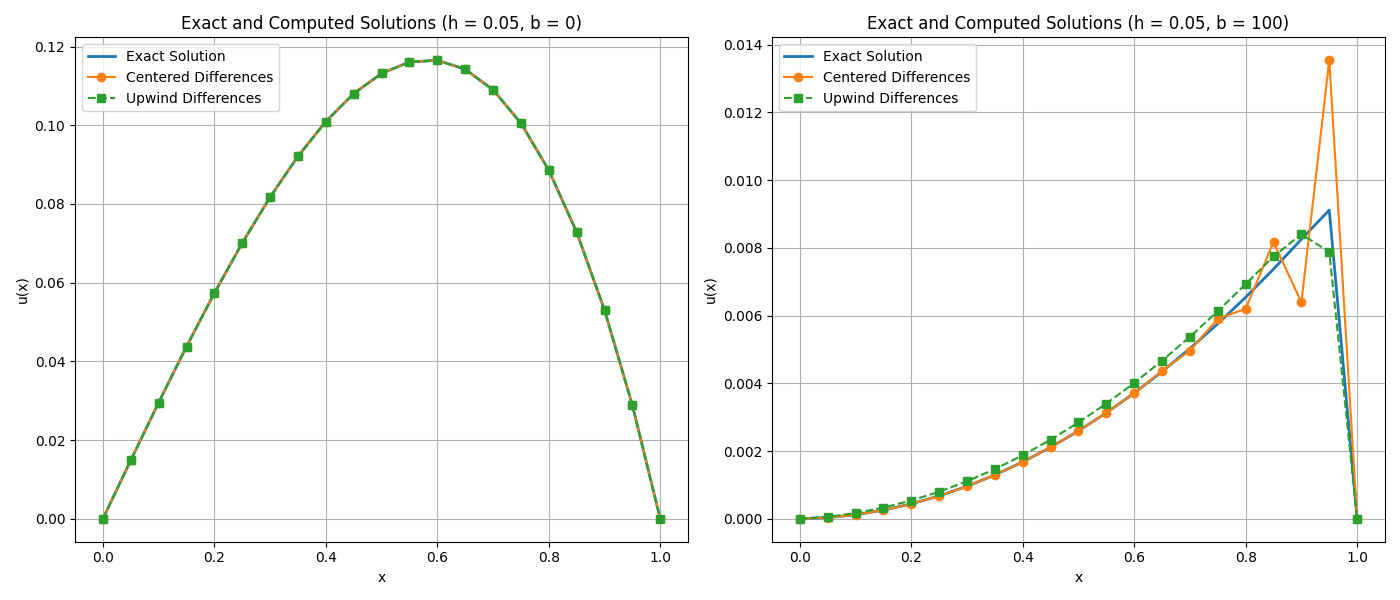 Exact and Computed Solutions (h = 0.05, b = 0)
Exact Solution
Centered Differences
Upwind Differences
u(x)
0.12
0.10
0.08
0.06
0.04
0.02
0.00
0.0 0.2 0.4 0.6 0.8 1.0
x
Exact and Computed Solutions (h = 0.05, b = 100)
Exact Solution
Centered Differences
Upwind Differences
u(x)
0.014
0.012
0.010
0.008
0.006
0.004
0.002
0.000
0.0 0.2 0.4 0.6 0.8 1.0
x